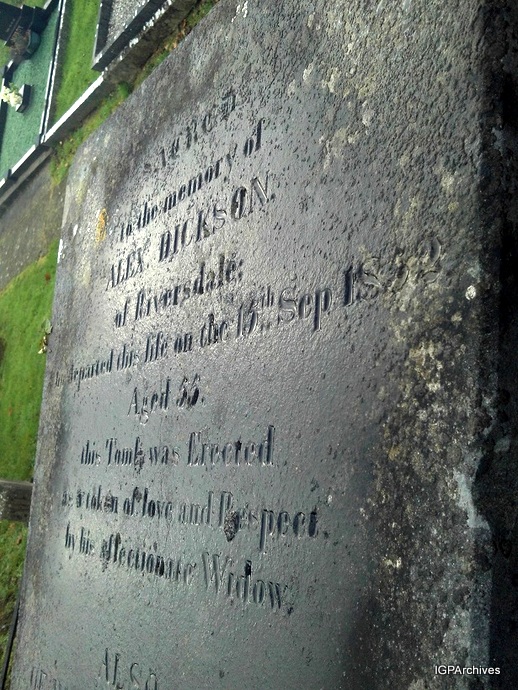 SACRED
to the memory of
ALEX DICKSON.
of Riversdale;
departed this life on the 15th. Sep 1852
Aged 55.
this Tomb was Erected
as a token of love and Respect.
by his affectionate Widow.
ALSO
IGPArchives